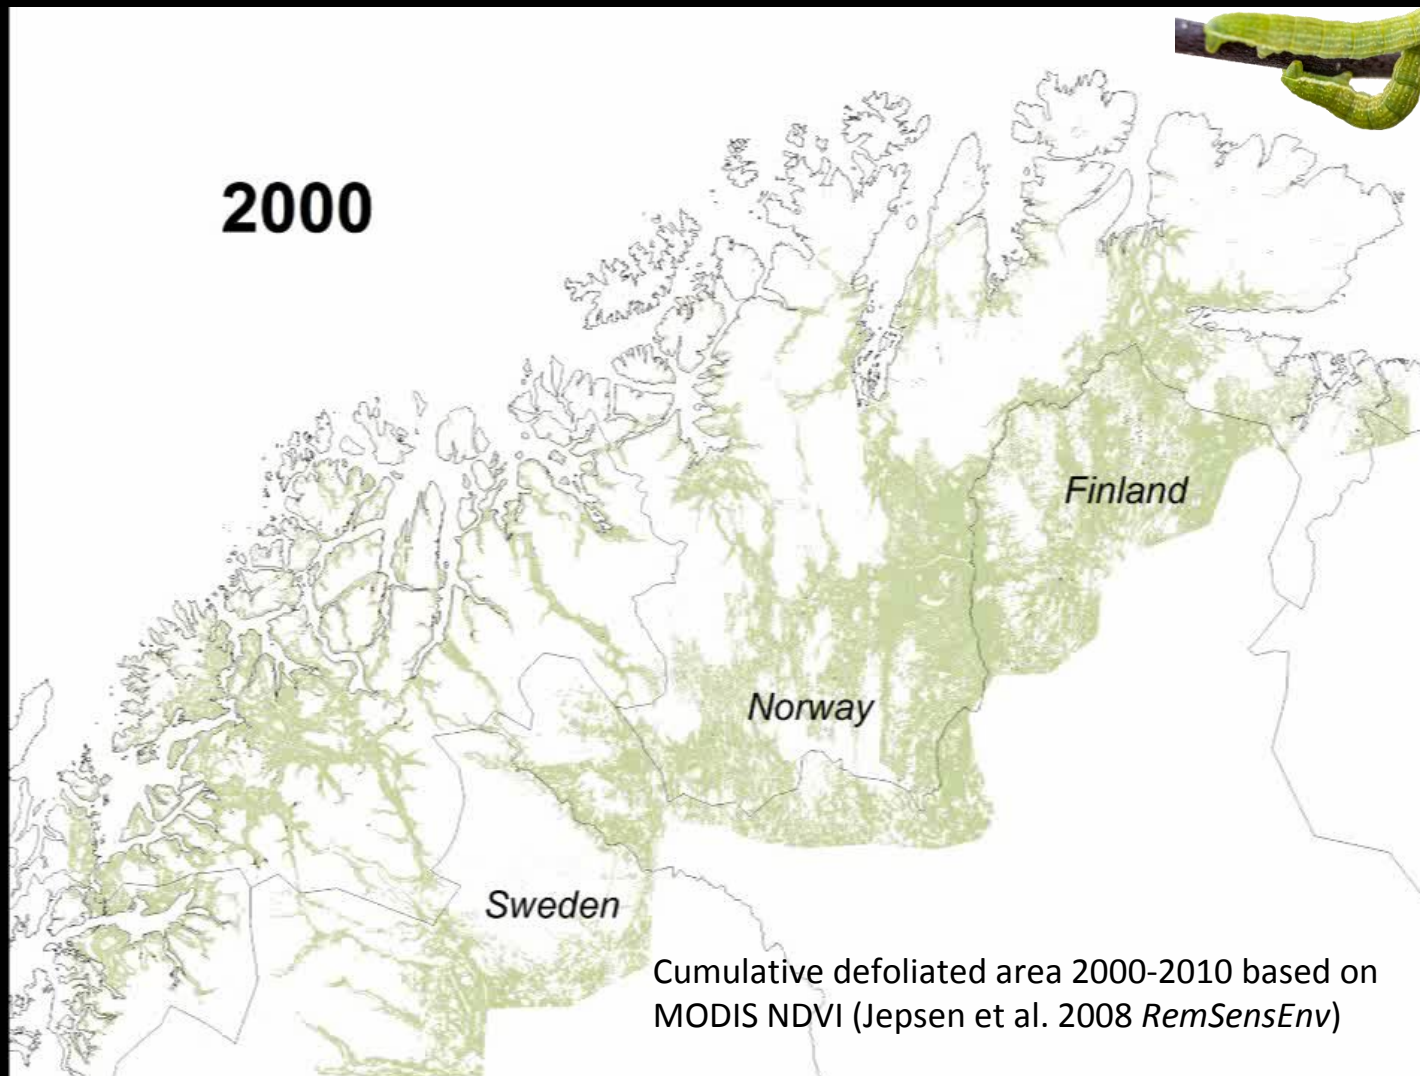 2000
Finland
Norway
Sweden
Cumulative defoliated area 2000-2010 based on
MODIS NDVI (Jepsen et al. 2008 RemSensEnv)